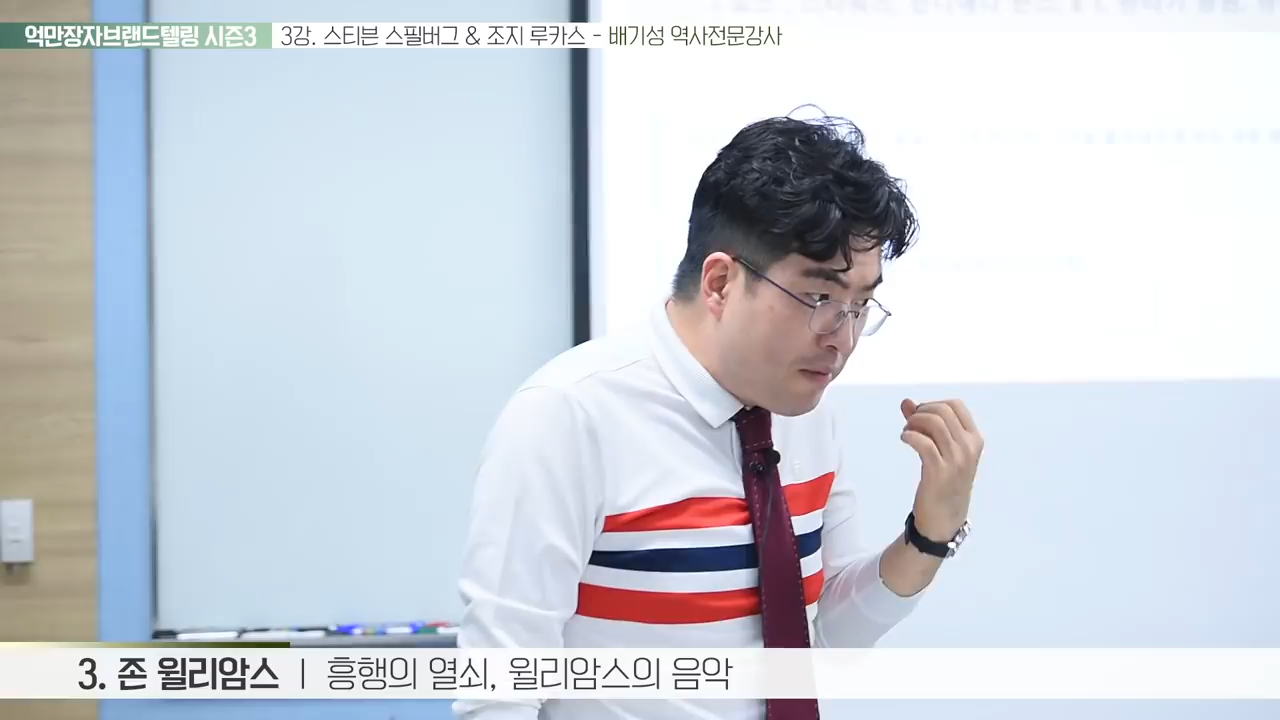 억만장자브랜드텔링 시즌3
3강. 스티븐 스필버그 & 조지 루카스 - 배기성 역사전문강사
3. 존 윌리암스 | 흥행의 열쇠, 윌리암스의 음악